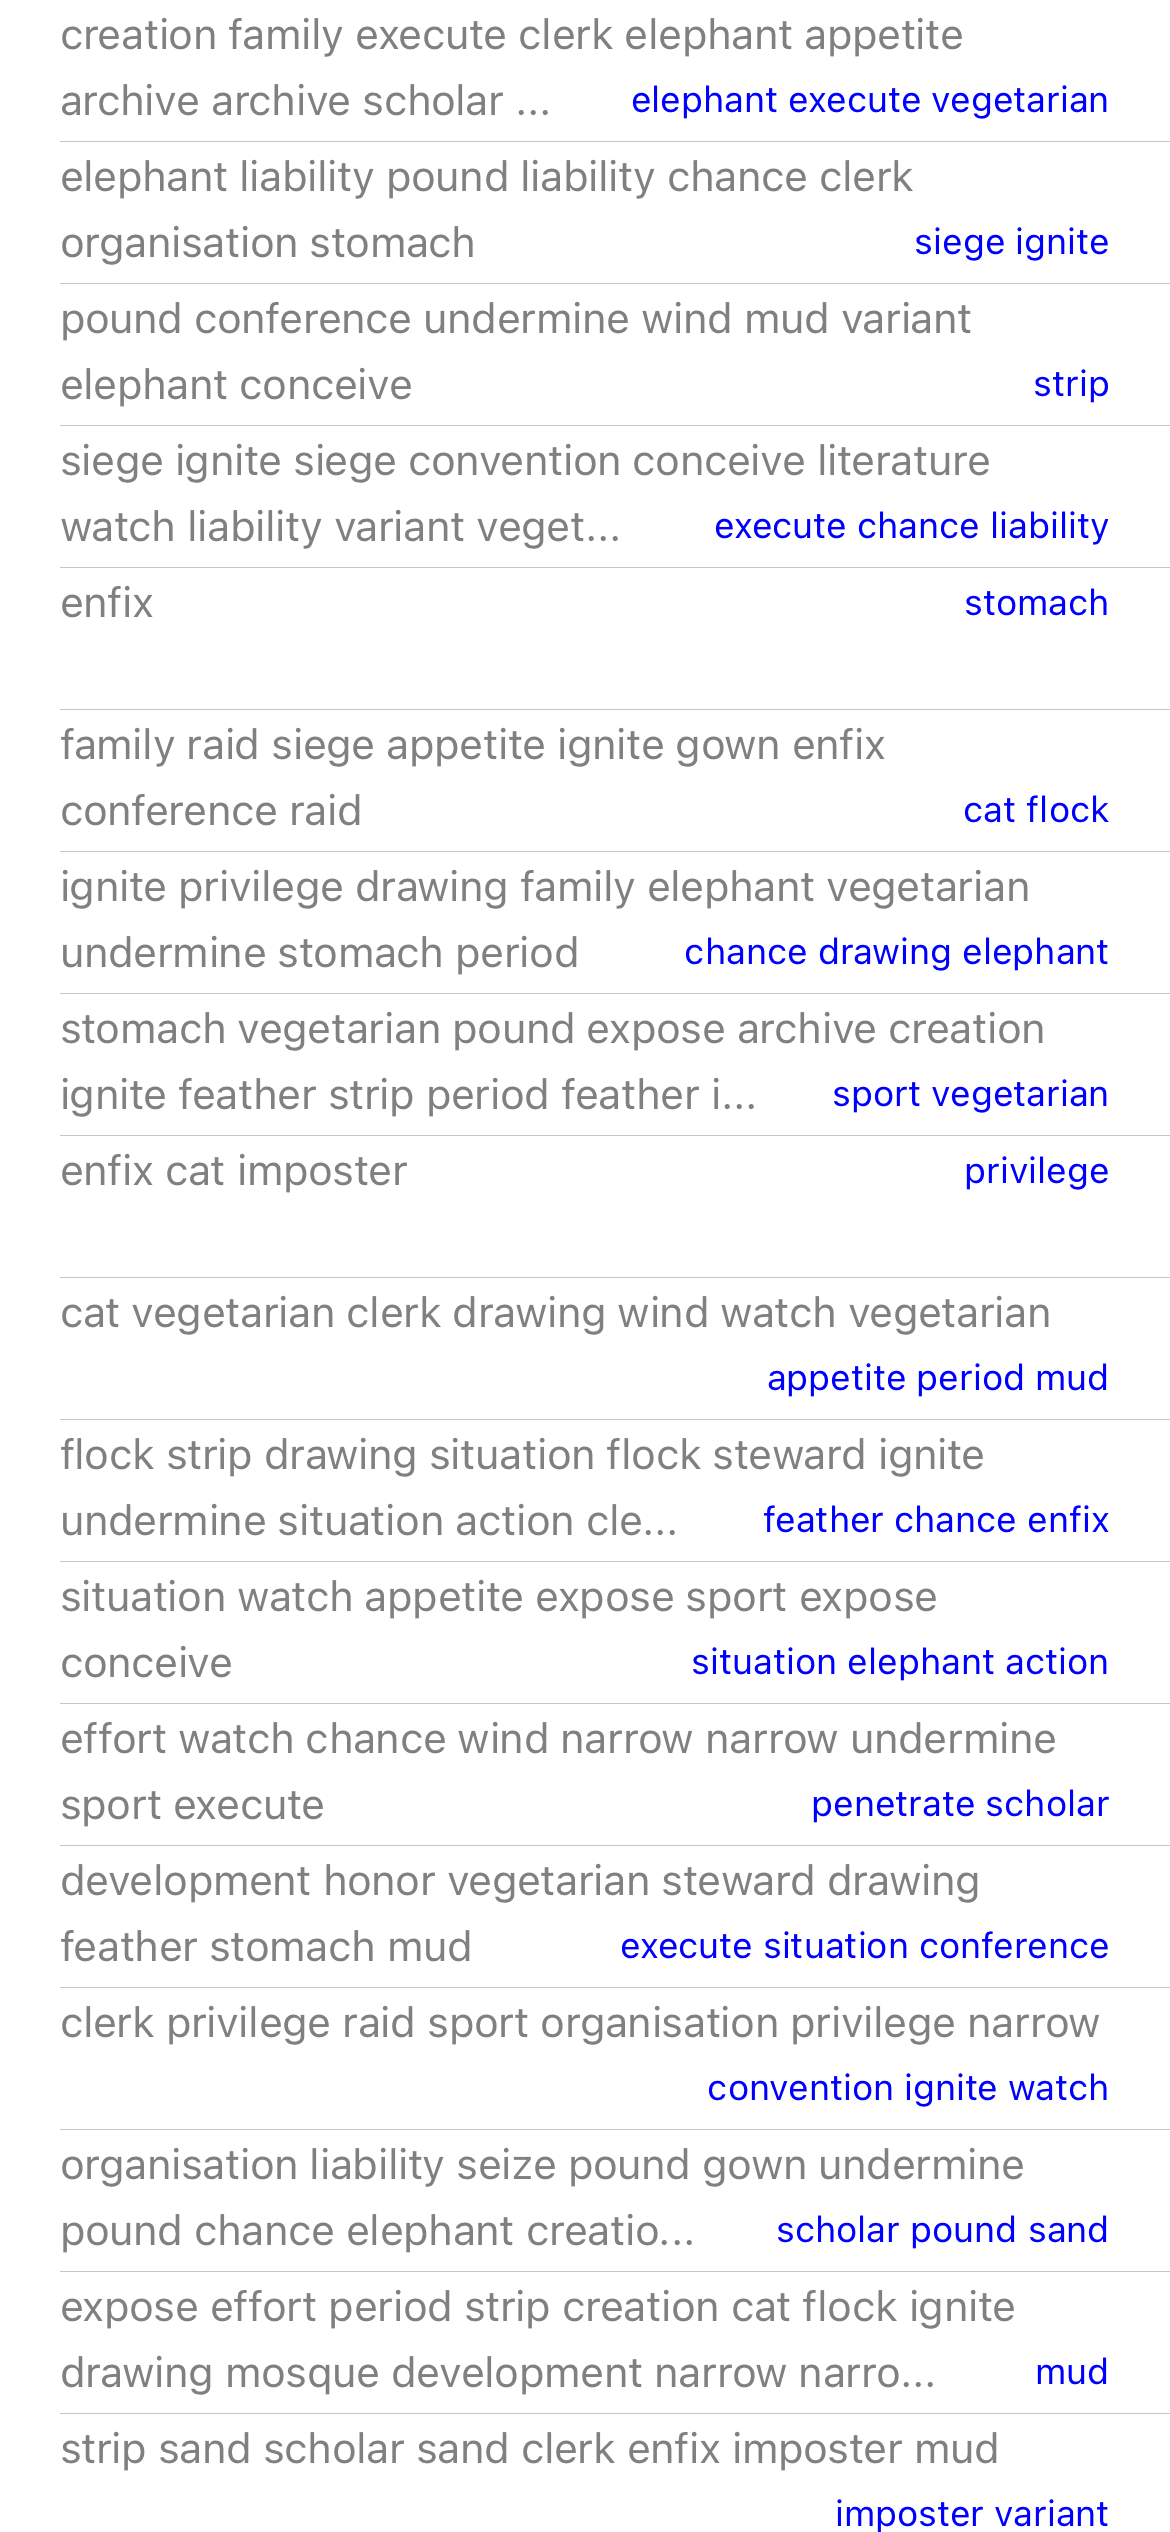 creation family execute clerk elephant appetite
archive archive scholar ... elephant execute vegetarian
elephant liability pound liability chance clerk
organisation stomach siege ignite
pound conference undermine wind mud variant
elephant conceive strip
siege ignite siege convention conceive literature
watch liability variant veget... execute chance liability
enfix stomach
family raid siege appetite ignite gown enfix
conference raid cat flock
ignite privilege drawing family elephant vegetarian
undermine stomach period chance drawing elephant
stomach vegetarian pound expose archive creation
ignite feather strip period feather i... sport vegetarian
enfix cat imposter privilege
cat vegetarian clerk drawing wind watch vegetarian
appetite period mud
flock strip drawing situation flock steward ignite
undermine situation action cle... feather chance enfix
situation watch appetite expose sport expose
conceive situation elephant action
effort watch chance wind narrow narrow undermine
sport execute penetrate scholar
development honor vegetarian steward drawing
feather stomach mud execute situation conference
clerk privilege raid sport organisation privilege narrow
convention ignite watch
organisation liability seize pound gown undermine
pound chance elephant creatio... scholar pound sand
expose effort period strip creation cat flock ignite
drawing mosque development narrow narro... mud
strip sand scholar sand clerk enfix imposter mud
imposter variant